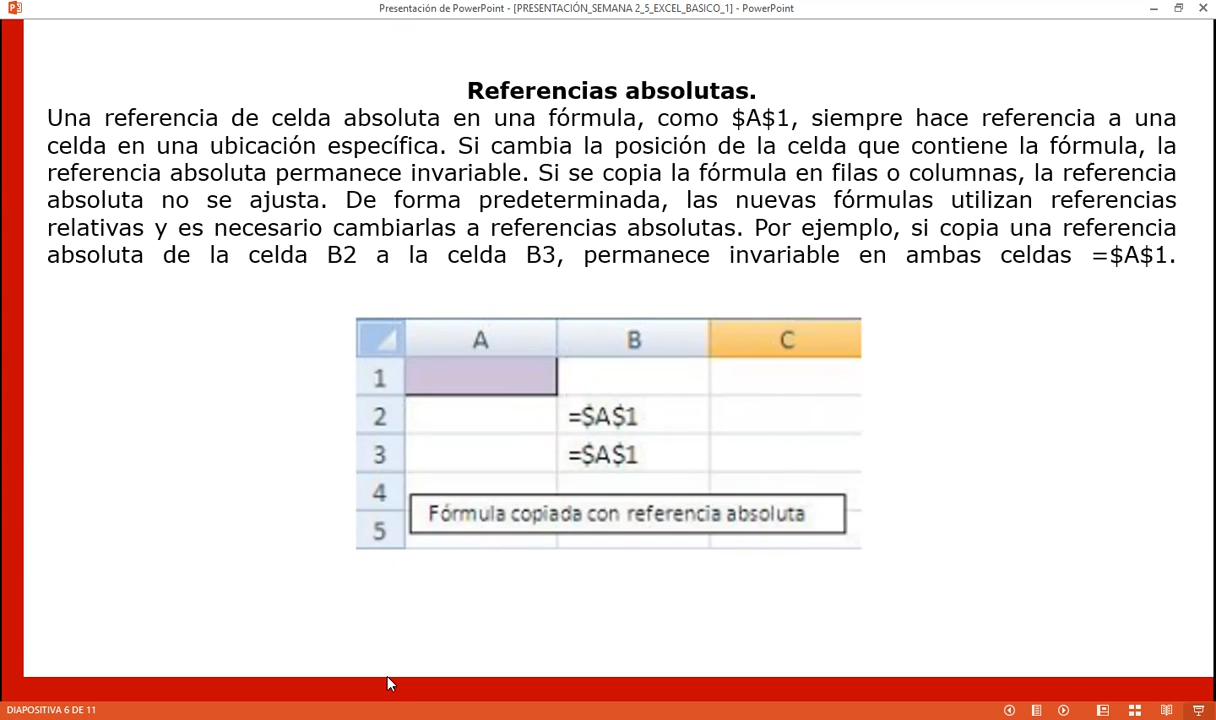 Presentación de PowerPoint - [PRESENTACIÓN_SEMANA 2_5_EXCEL_BASICO_1] - PowerPoint
Referencias absolutas.
Una referencia de celda absoluta en una fórmula, como $A$1, siempre hace referencia a una
celda en una ubicación específica. Si cambia la posición de la celda que contiene la fórmula, la
referencia absoluta permanece invariable. Si se copia la fórmula en filas o columnas, la referencia
absoluta no se ajusta. De forma predeterminada, las nuevas fórmulas utilizan referencias
relativas y es necesario cambiarlas a referencias absolutas. Por ejemplo, si copia una referencia
absoluta de la celda B2 a la celda B3, permanece invariable en ambas celdas =$A$1.
A B C
1
2 =$A$1
3 =$A$1
4
Fórmula copiada con referencia absoluta
5
DIAPOSITIVA 6 DE 11